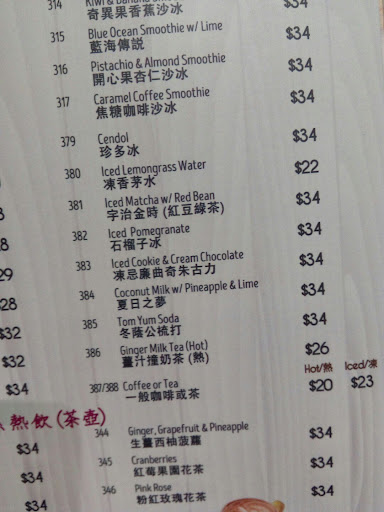 314 Kiwi & Banana $34
奇異果香蕉沙冰
315 Blue Ocean Smoothie w/ Lime $34
藍海傳説
316 Pistachio & Almond Smoothie $34
開心果杏仁沙冰
317 Caramel Coffee Smoothie $34
焦糖咖啡沙冰
379 Cendol $34
珍多冰
380 Iced Lemongrass Water $22
凍香茅水
381 Iced Matcha w/ Red Bean $34
宇治金時 (紅豆綠茶)
382 Iced Pomegranate $34
石榴子冰
383 Iced Cookie & Cream Chocolate $34
凍忌廉曲奇朱古力
384 Coconut Milk w/ Pineapple & Lime $34
夏日之夢
385 Tom Yum Soda $34
冬蔭公梳打
386 Ginger Milk Tea (Hot) $26
薑汁撞奶茶 (熱)
Hot/熱 Iced/凍
387/388 Coffee or Tea $20 $23
一般咖啡或茶
熱飲 (茶壺)
344 Ginger, Grapefruit & Pineapple $34
生薑西柚菠蘿
345 Cranberries $34
紅莓果園花茶
346 Pink Rose $34
粉紅玫瑰花茶
$32
$32
$34
$34
$34
$34